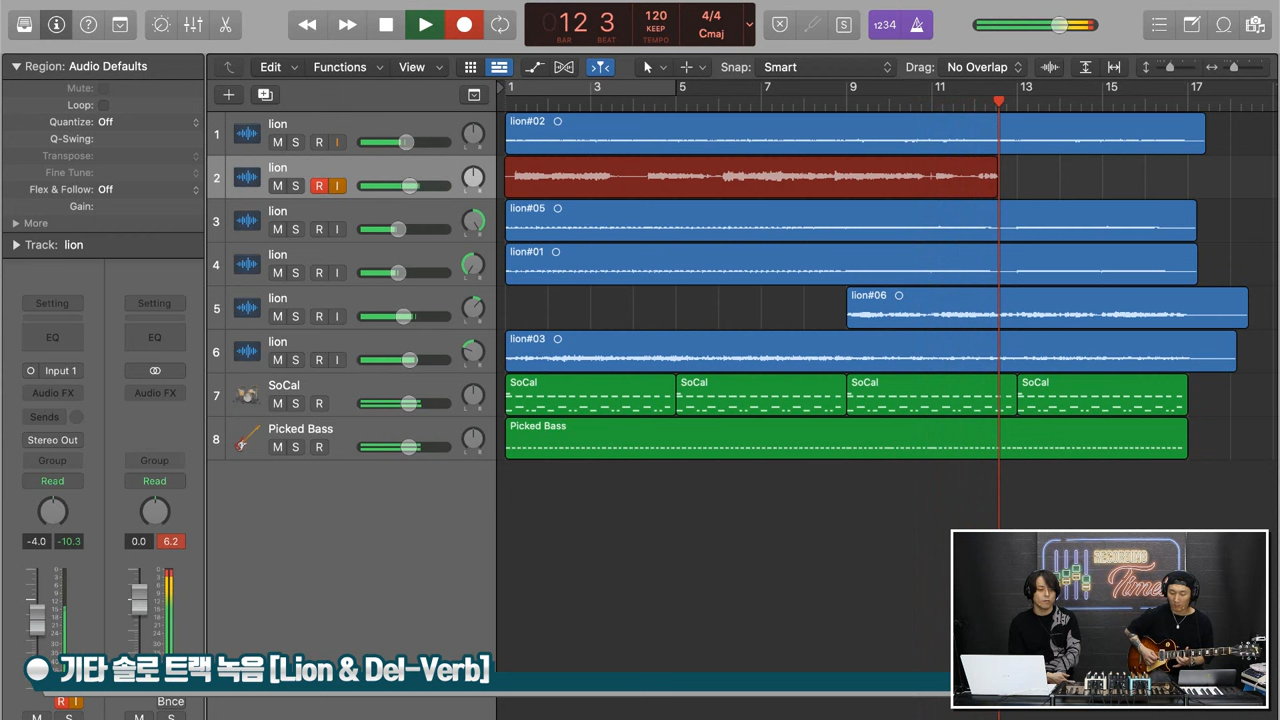 12 3
BAR BEAT
120
KEEP
TEMPO
4/4
Cmaj
S
1234
Region: Audio Defaults
Mute:
Loop:
Quantize: Off
Q-Swing:
Transpose:
Fine Tune:
Flex & Follow: Off
Gain:
More
Track: lion
Edit Functions View
Snap: Smart
Drag: No Overlap
1 3 5 7 9 11 13 15 17
1 lion
M S R I
lion#02
2 lion
M S R I
3 lion
M S R I
lion#05
4 lion
M S R I
lion#01
5 lion
M S R I
lion#06
6 lion
M S R I
lion#03
7 SoCal
M S R
SoCal SoCal SoCal SoCal
8 Picked Bass
M S R
Picked Bass
Setting Setting
EQ EQ
Input 1
Audio FX Audio FX
Sends
Stereo Out
Group Group
Read Read
-4.0 -10.3 0.0 6.2
RECORDING
Time
기타 솔로 트랙 녹음 [Lion & Del-Verb]
R I Bnce
M S M S